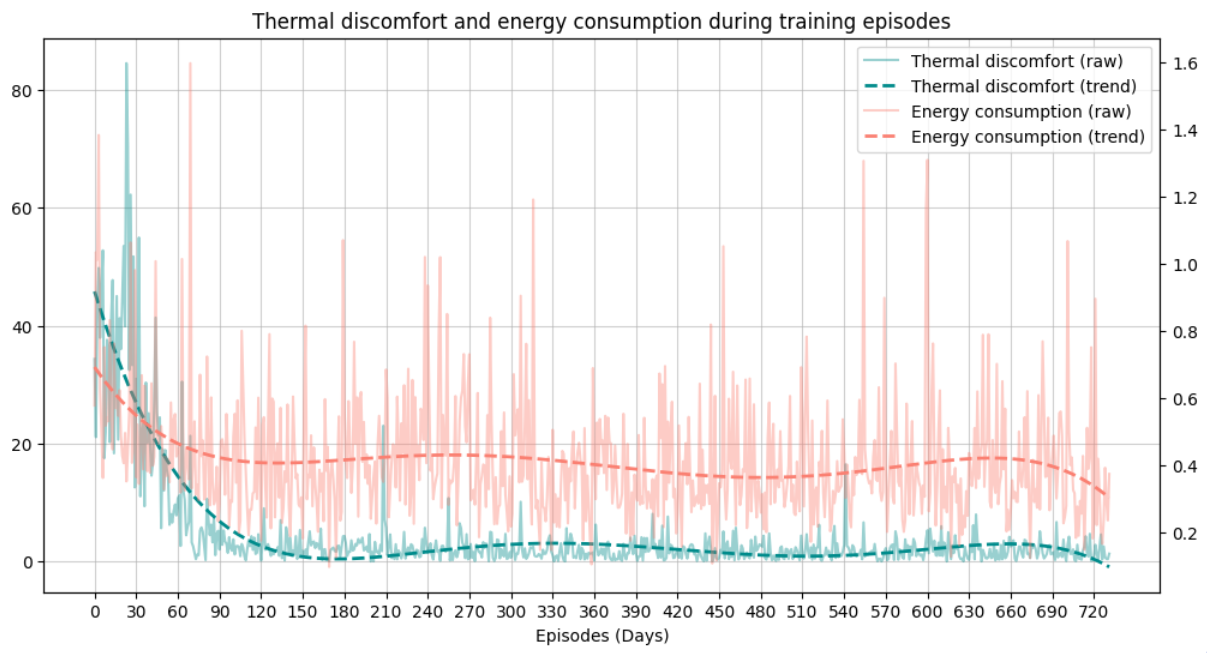 Thermal discomfort and energy consumption during training episodes
Thermal discomfort (raw)
Thermal discomfort (trend)
Energy consumption (raw)
Energy consumption (trend)
80
60
40
20
0
1.6
1.4
1.2
1.0
0.8
0.6
0.4
0.2
0 30 60 90 120 150 180 210 240 270 300 330 360 390 420 450 480 510 540 570 600 630 660 690 720
Episodes (Days)